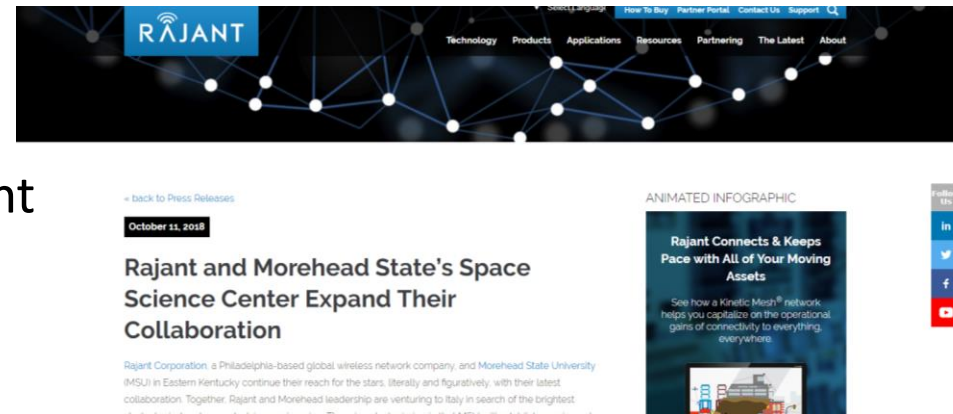 Select Language How To Buy Partner Portal Contact Us Support
RAJANT
Technology Products Applications Resources Partnering The Latest About
nt
« back to Press Releases
ANIMATED INFOGRAPHIC
Follow Us
October 11, 2018
Rajant and Morehead State's Space
Science Center Expand Their
Collaboration
Rajant Connects & Keeps
Pace with All of Your Moving
Assets
See how a Kinetic Mesh® network
helps you capitalize on the operational
gains of connectivity to everything,
everywhere.
Rajant Corporation, a Philadelphia-based global wireless network company, and Morehead State University
(MSU) in Eastern Kentucky continue their reach for the stars, literally and figuratively, with their latest
collaboration. Together, Rajant and Morehead leadership are venturing to Italy in search of the brightest